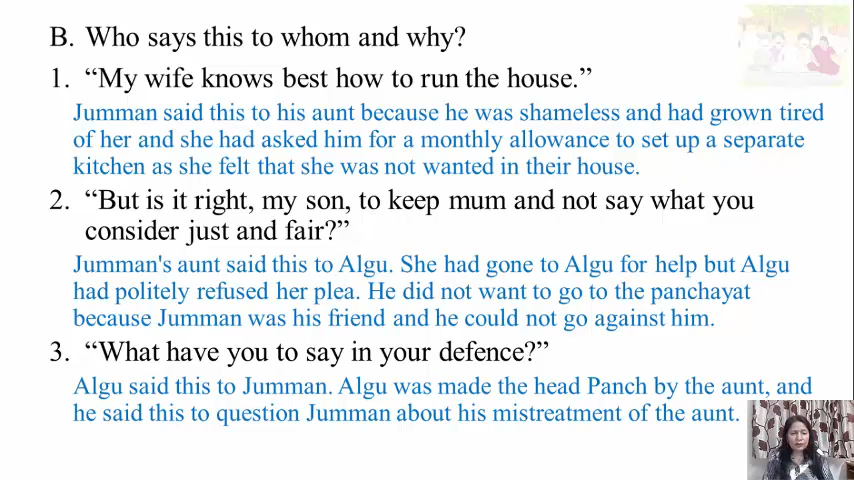 B. Who says this to whom and why?
1. “My wife knows best how to run the house.”
Jumman said this to his aunt because he was shameless and had grown tired
of her and she had asked him for a monthly allowance to set up a separate
kitchen as she felt that she was not wanted in their house.
2. “But is it right, my son, to keep mum and not say what you
consider just and fair?”
Jumman's aunt said this to Algu. She had gone to Algu for help but Algu
had politely refused her plea. He did not want to go to the panchayat
because Jumman was his friend and he could not go against him.
3. “What have you to say in your defence?”
Algu said this to Jumman. Algu was made the head Panch by the aunt, and
he said this to question Jumman about his mistreatment of the aunt.